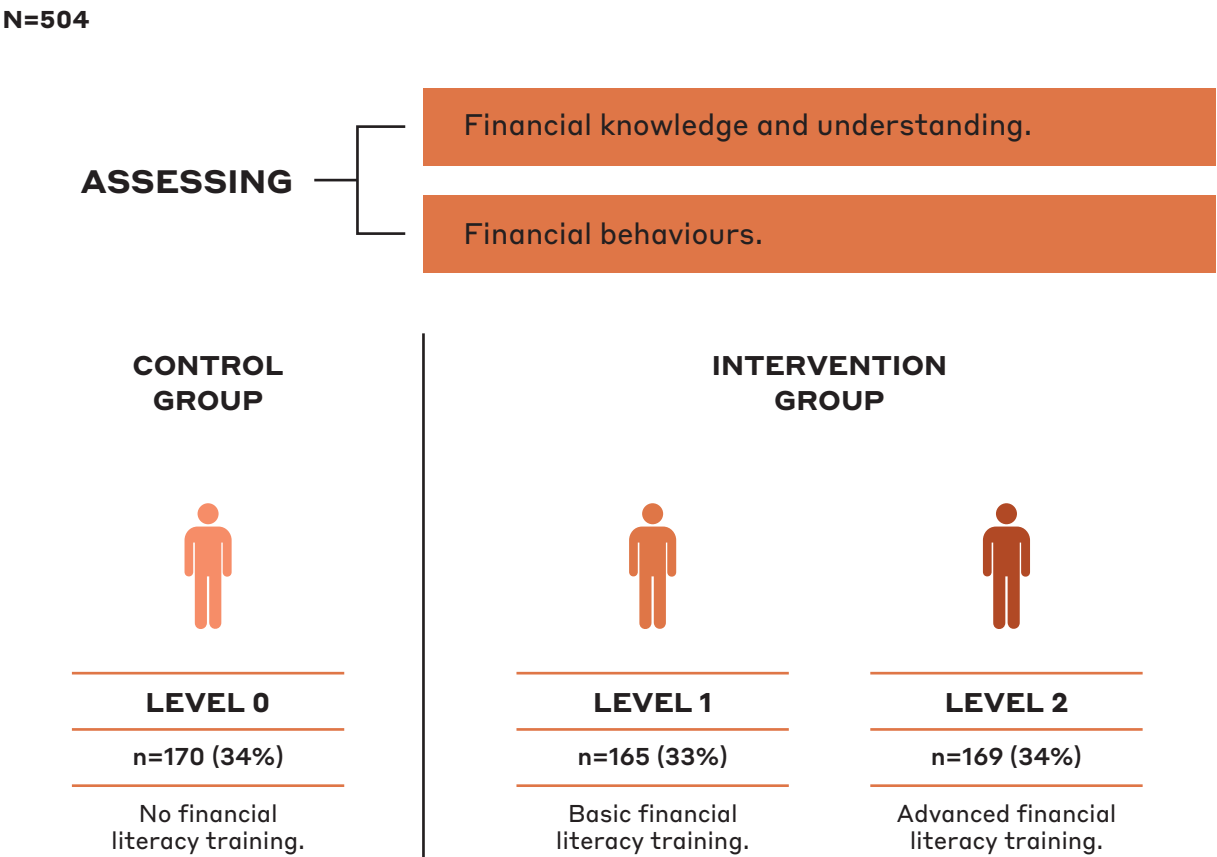 N=504
ASSESSING
Financial knowledge and understanding.
Financial behaviours.
CONTROL
GROUP
LEVEL 0
n=170 (34%)
No financial
literacy training.
INTERVENTION
GROUP
LEVEL 1
n=165 (33%)
Basic financial
literacy training.
LEVEL 2
n=169 (34%)
Advanced financial
literacy training.